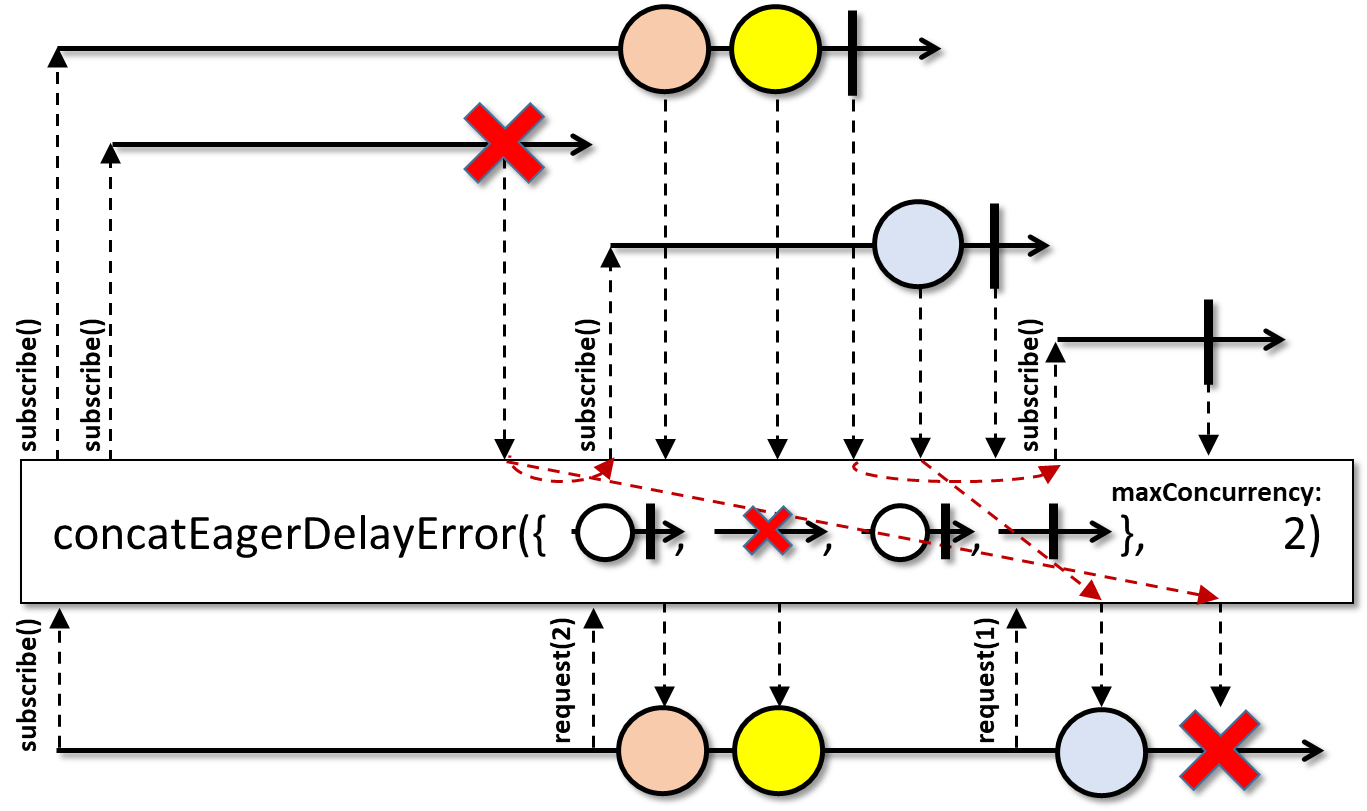 subscribe()
subscribe()
subscribe()
subscribe()
maxConcurrency:
concatEagerDelayError({ , , , }, 2)
subscribe()
request(2)
request(1)